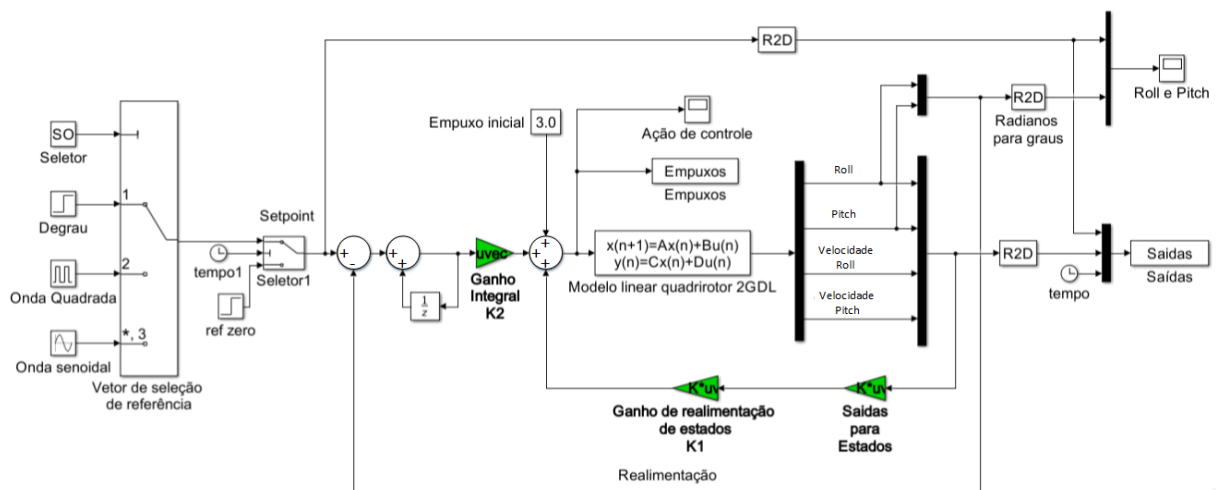 R2D
Roll e Pitch
SO
Seletor
1
Degrau
2
Onda Quadrada
*, 3
Onda senoidal
Vetor de seleção
de referência
Setpoint
tempo1
Seletor1
ref zero
+
-
+
+
1
z
uvec
Ganho
Integral
K2
Empuxo inicial
3.0
+
+
+
Ação de controle
Empuxos
Empuxos
x(n+1)=Ax(n)+Bu(n)
y(n)=Cx(n)+Du(n)
Modelo linear quadrirotor 2GDL
Roll
Pitch
Velocidade
Roll
Velocidade
Pitch
R2D
Radianos
para graus
R2D
tempo
Saidas
Saídas
K*uv
Ganho de realimentação
de estados
K1
K*uv
Saidas
para
Estados
Realimentação